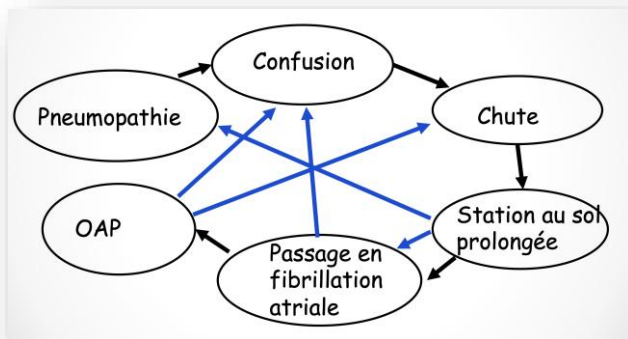 Confusion
Pneumopathie
Chute
OAP
Station au sol
prolongée
Passage en
fibrillation
atriale